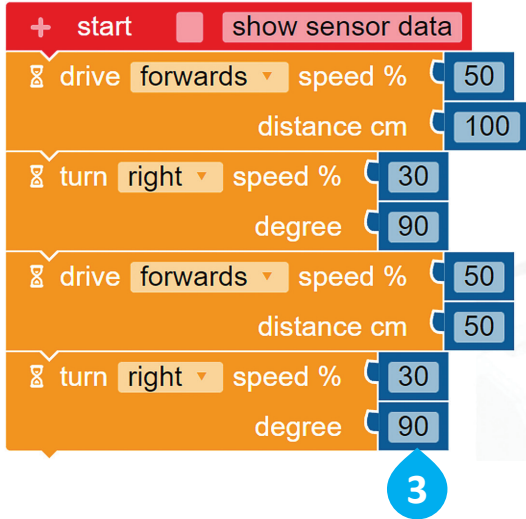 + start show sensor data
drive forwards speed % 50
distance cm 100
turn right speed % 30
degree 90
drive forwards speed % 50
distance cm 50
turn right speed % 30
degree 90
3